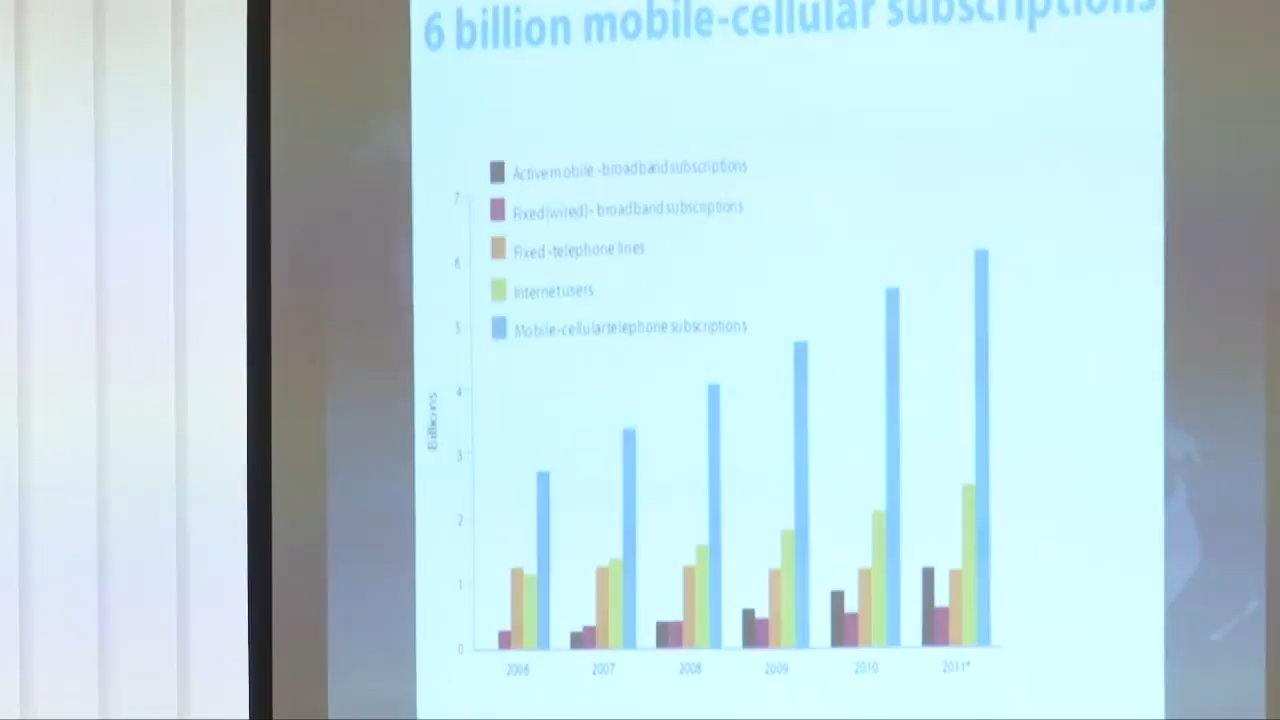 6 billion mobile-cellular subscriptions
Active mobile -broadband subscriptions
Fixed (wired)- broadband subscriptions
Fixed -telephone lines
Internet users
Mobile-cellular telephone subscriptions
Billions
7
6
5
4
3
2
1
0
2006
2007
2008
2009
2010
2011*